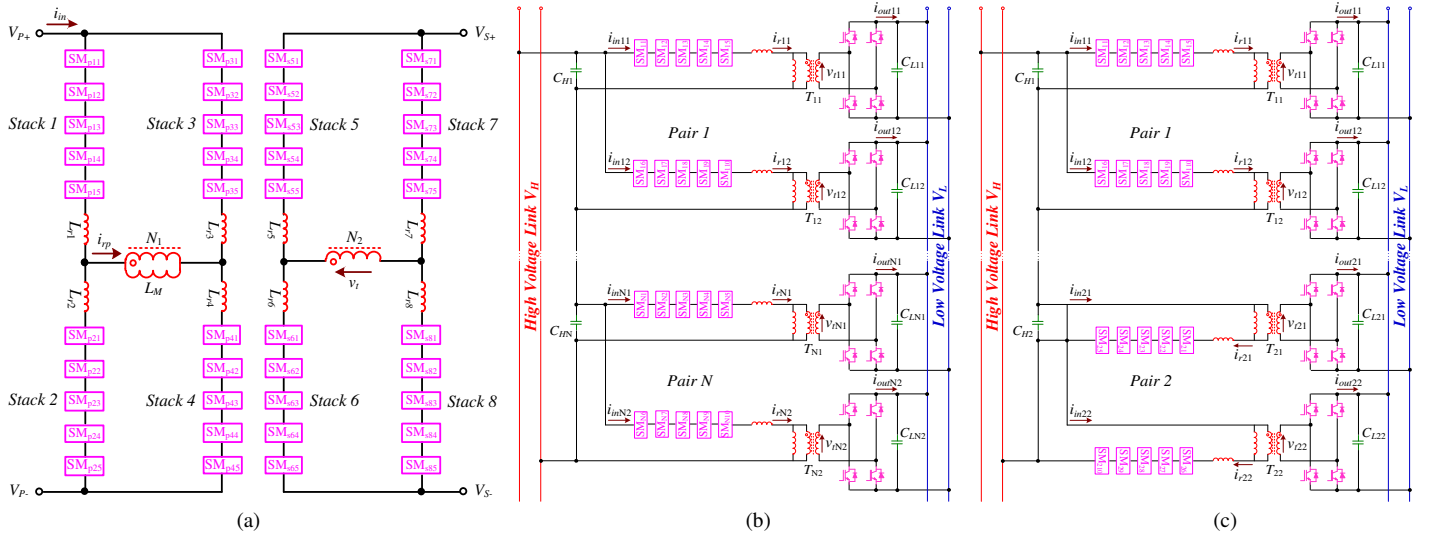 i_in
V_P+
V_S+
SM_p11
SM_p31
SM_s51
SM_s71
SM_p12
SM_p32
SM_s52
SM_s72
Stack 1
SM_p13
Stack 3
SM_p33
SM_s53
Stack 5
SM_s73
Stack 7
SM_p14
SM_p34
SM_s54
SM_s74
SM_p15
SM_p35
SM_s55
SM_s75
L_r1
L_r3
L_r5
L_r7
i_rp
N_1
N_2
L_M
v_t
L_r2
L_r4
L_r6
L_r8
SM_p21
SM_p41
SM_s61
SM_s81
SM_p22
SM_p42
SM_s62
SM_s82
Stack 2
SM_p23
Stack 4
SM_p43
SM_s63
Stack 6
SM_s83
Stack 8
SM_p24
SM_p44
SM_s64
SM_s84
SM_p25
SM_p45
SM_s65
SM_s85
V_P-
V_S-
(a)
High Voltage Link V_H
Low Voltage Link V_L
i_in11
i_r11
i_out11
C_H1
v_t11
C_L11
T_11
Pair 1
i_in12
i_r12
i_out12
v_t12
C_L12
T_12
i_inN1
i_rN1
i_outN1
C_HN
v_tN1
C_LN1
T_N1
Pair N
i_inN2
i_rN2
i_outN2
v_tN2
C_LN2
T_N2
(b)
High Voltage Link V_H
Low Voltage Link V_L
i_in11
i_r11
i_out11
C_H1
v_t11
C_L11
T_11
Pair 1
i_in12
i_r12
i_out12
v_t12
C_L12
T_12
i_in21
i_out21
C_H2
v_t21
C_L21
i_r21
T_21
Pair 2
i_in22
i_out22
v_t22
C_L22
i_r22
T_22
(c)